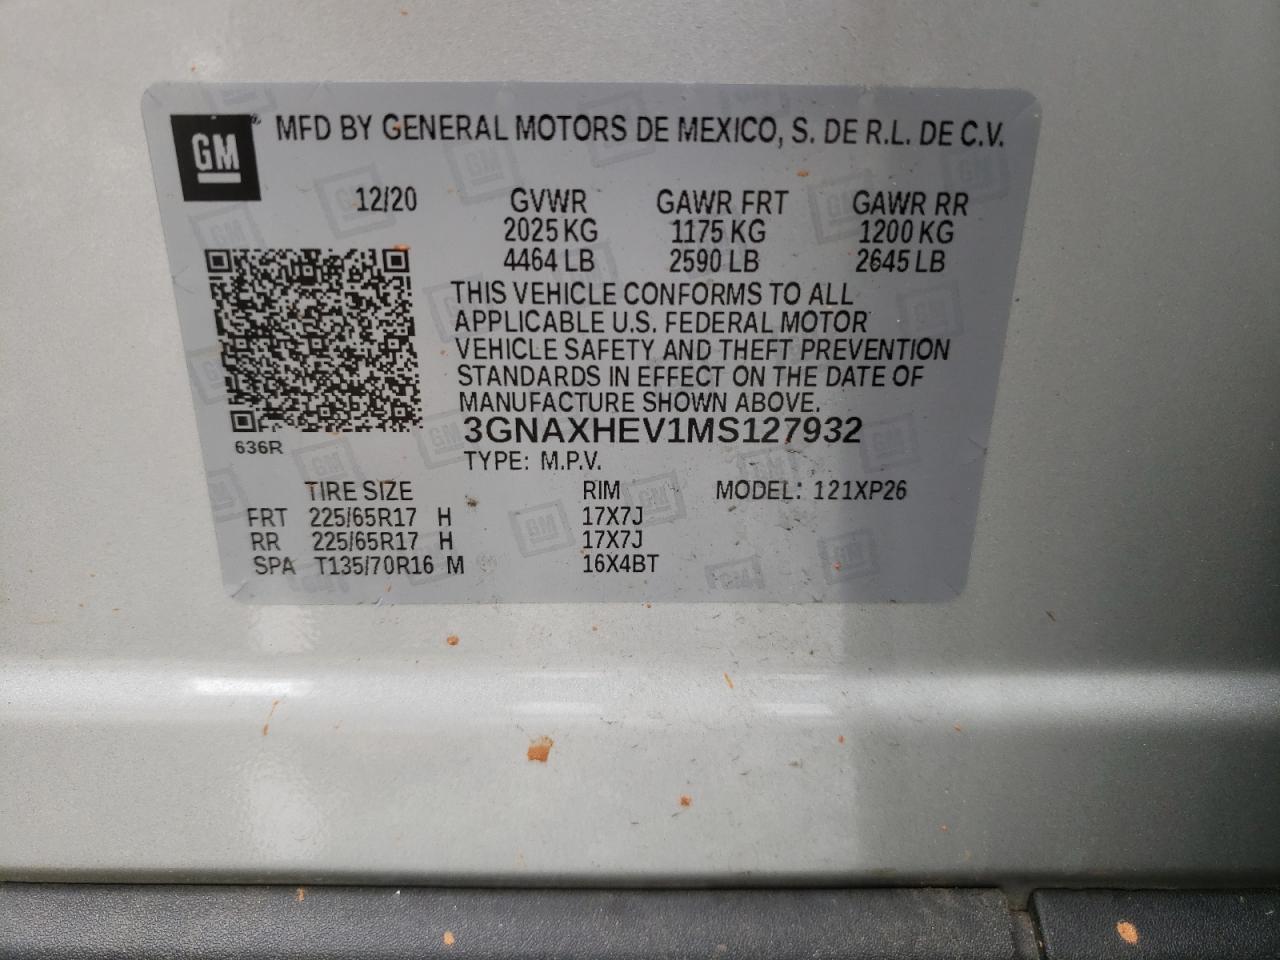 GM ® MFD BY GENERAL MOTORS DE MEXICO, S. DE R.L. DE C.V.
12/20 GVWR GAWR FRT GAWR RR
2025 KG 1175 KG 1200 KG
4464 LB 2590 LB 2645 LB
THIS VEHICLE CONFORMS TO ALL
APPLICABLE U.S. FEDERAL MOTOR
VEHICLE SAFETY AND THEFT PREVENTION
STANDARDS IN EFFECT ON THE DATE OF
MANUFACTURE SHOWN ABOVE.
3GNAXHEV1MS127932
636R
TYPE: M.P.V.
TIRE SIZE RIM MODEL: 121XP26
FRT 225/65R17 H 17X7J
RR 225/65R17 H 17X7J
SPA T135/70R16 M 16X4BT